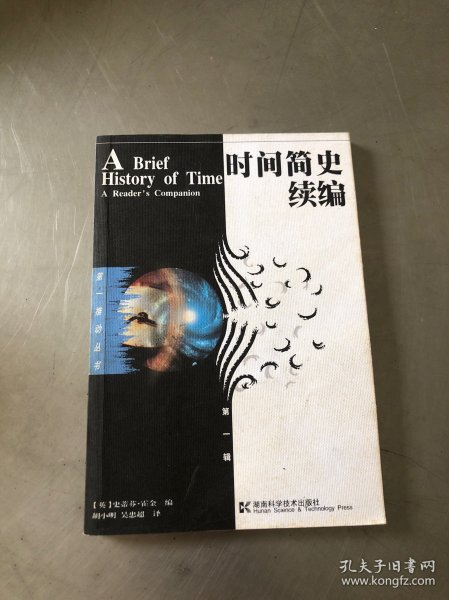 A Brief
History of Time
A Reader's Companion
时间简史
续编
第一推动丛书
第一辑
[英]史蒂芬·霍金 编
胡小明 吴忠超 译
湖南科学技术出版社
Hunan Science & Technology Press
孔夫子旧书网
www.kongfz.com